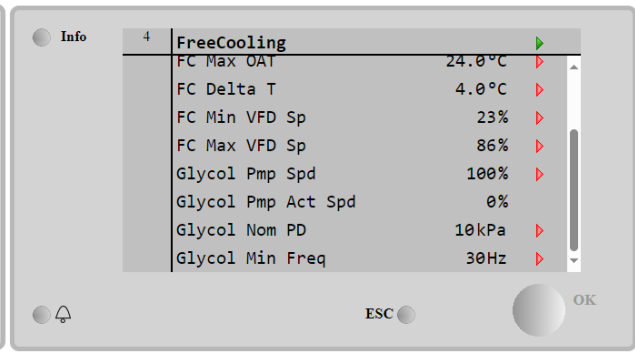 Info
4 FreeCooling
FC Max OAT 24.0°C
FC Delta T 4.0°C
FC Min VFD Sp 23%
FC Max VFD Sp 86%
Glycol Pmp Spd 100%
Glycol Pmp Act Spd 0%
Glycol Nom PD 10kPa
Glycol Min Freq 30Hz
ESC
OK